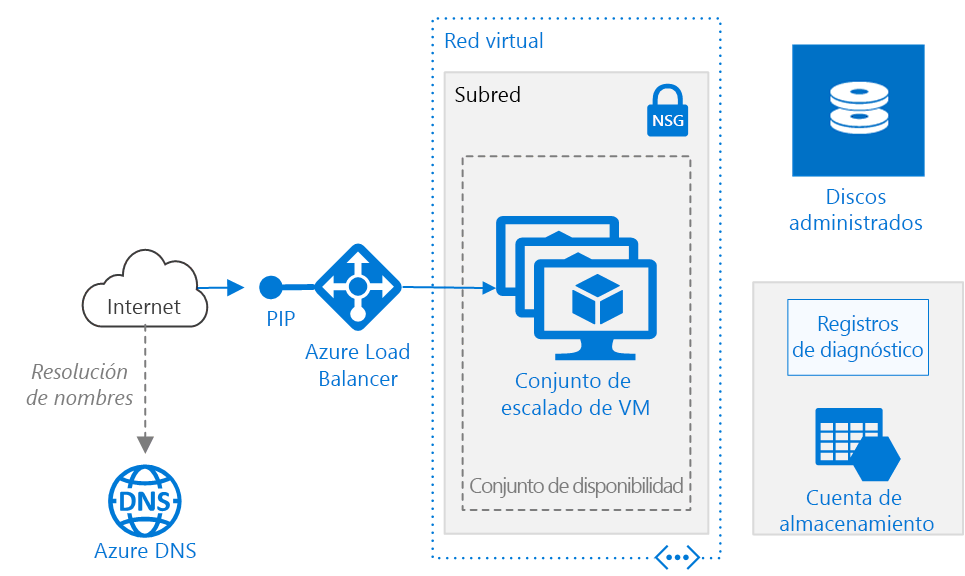 Red virtual
Subred
NSG
Discos
administrados
Internet
PIP
Azure Load
Balancer
Resolución
de nombres
DNS
Azure DNS
Conjunto de
escalado de VM
Conjunto de disponibilidad
Registros
de diagnóstico
Cuenta de
almacenamiento